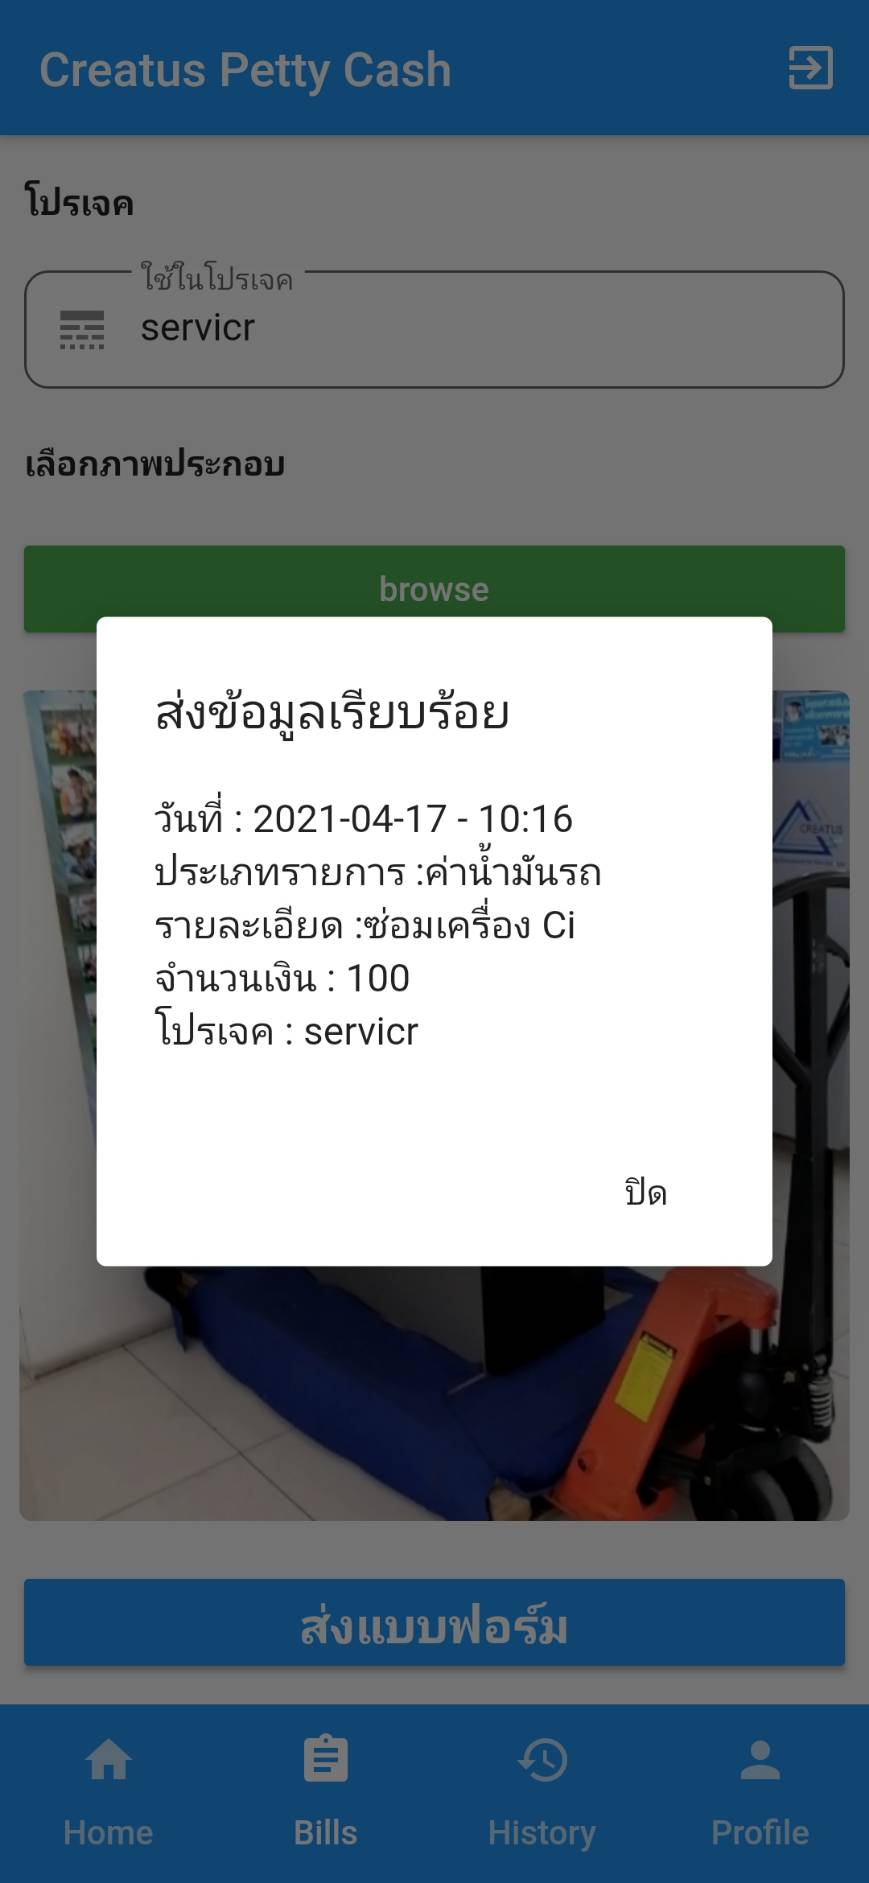 Creatus Petty Cash
โปรเจค
ใช้ในโปรเจค
servicr
เลือกภาพประกอบ
browse
ส่งข้อมูลเรียบร้อย
วันที่ : 2021-04-17 - 10:16
ประเภทรายการ :ค่าน้ำมันรถ
รายละเอียด :ซ่อมเครื่อง Ci
จำนวนเงิน : 100
โปรเจค : servicr
ปิด
CREATUS
ส่งแบบฟอร์ม
Home
Bills
History
Profile